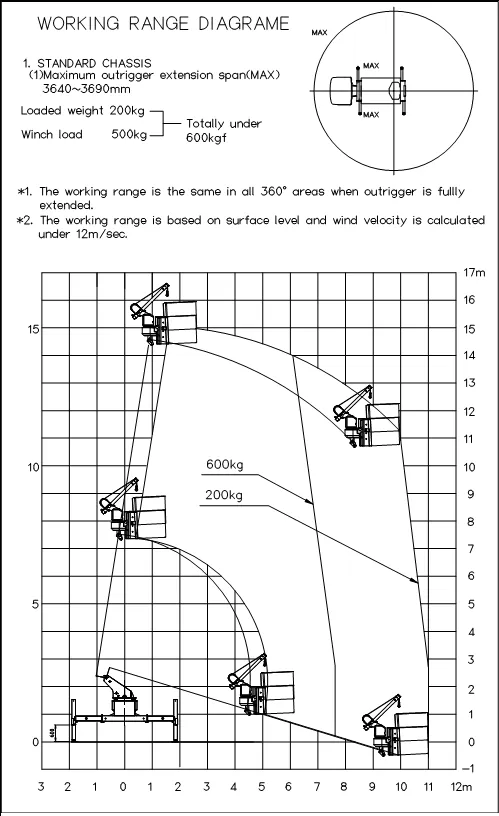 WORKING RANGE DIAGRAME
MAX
1. STANDARD CHASSIS
(1)Maximum outrigger extension span(MAX)
3640~3690mm
MAX
MAX
Loaded weight 200kg
Winch load 500kg
Totally under
600kgf
*1. The working range is the same in all 360° areas when outrigger is fullly
extended.
*2. The working range is based on surface level and wind velocity is calculated
under 12m/sec.
17m
16
15 15
14
13
12
11
10 10
9
8
7
6
5 5
4
3
2
1
0 0
-1
600kg
200kg
600
3 2 1 0 1 2 3 4 5 6 7 8 9 10 11 12m